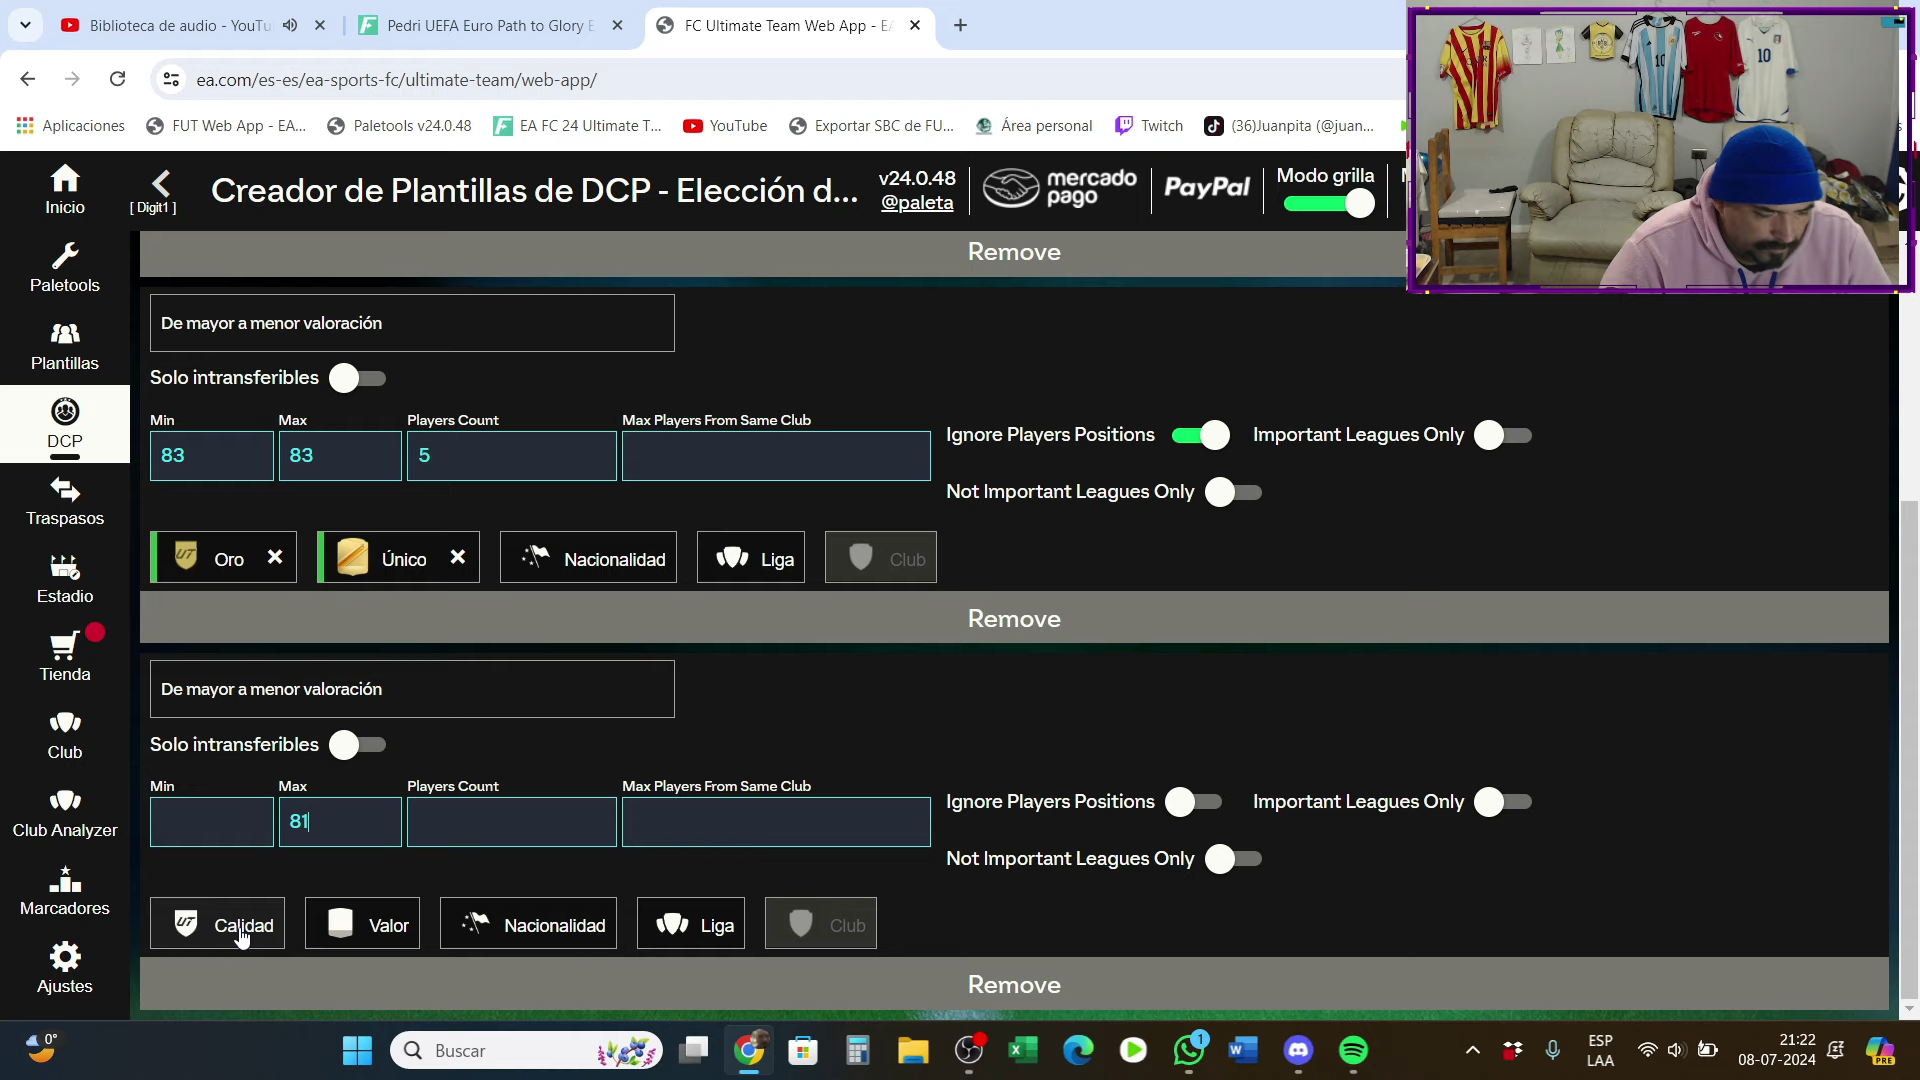 Biblioteca de audio - YouTu
Pedri UEFA Euro Path to Glory E
FC Ultimate Team Web App - EA
ea.com/es-es/ea-sports-fc/ultimate-team/web-app/
Aplicaciones
FUT Web App - EA...
Paletools v24.0.48
EA FC 24 Ultimate T...
YouTube
Exportar SBC de FU...
Área personal
Twitch
(36)Juanpita (@juan...
Inicio
[ Digit1 ]
Creador de Plantillas de DCP - Elección d...
v24.0.48
@paleta
mercado
pago
PayPal
Modo grilla
Paletools
Plantillas
DCP
Traspasos
Estadio
Tienda
Club
Club Analyzer
Marcadores
Ajustes
Remove
De mayor a menor valoración
Solo intransferibles
Min
Max
Players Count
Max Players From Same Club
83
83
5
Ignore Players Positions
Important Leagues Only
Not Important Leagues Only
UT Oro
Único
Nacionalidad
Liga
Club
Remove
De mayor a menor valoración
Solo intransferibles
Min
Max
Players Count
Max Players From Same Club
81
Ignore Players Positions
Important Leagues Only
Not Important Leagues Only
UT Calidad
Valor
Nacionalidad
Liga
Club
Remove
0°
Buscar
1
ESP
LAA
21:22
08-07-2024
PRE
10
10